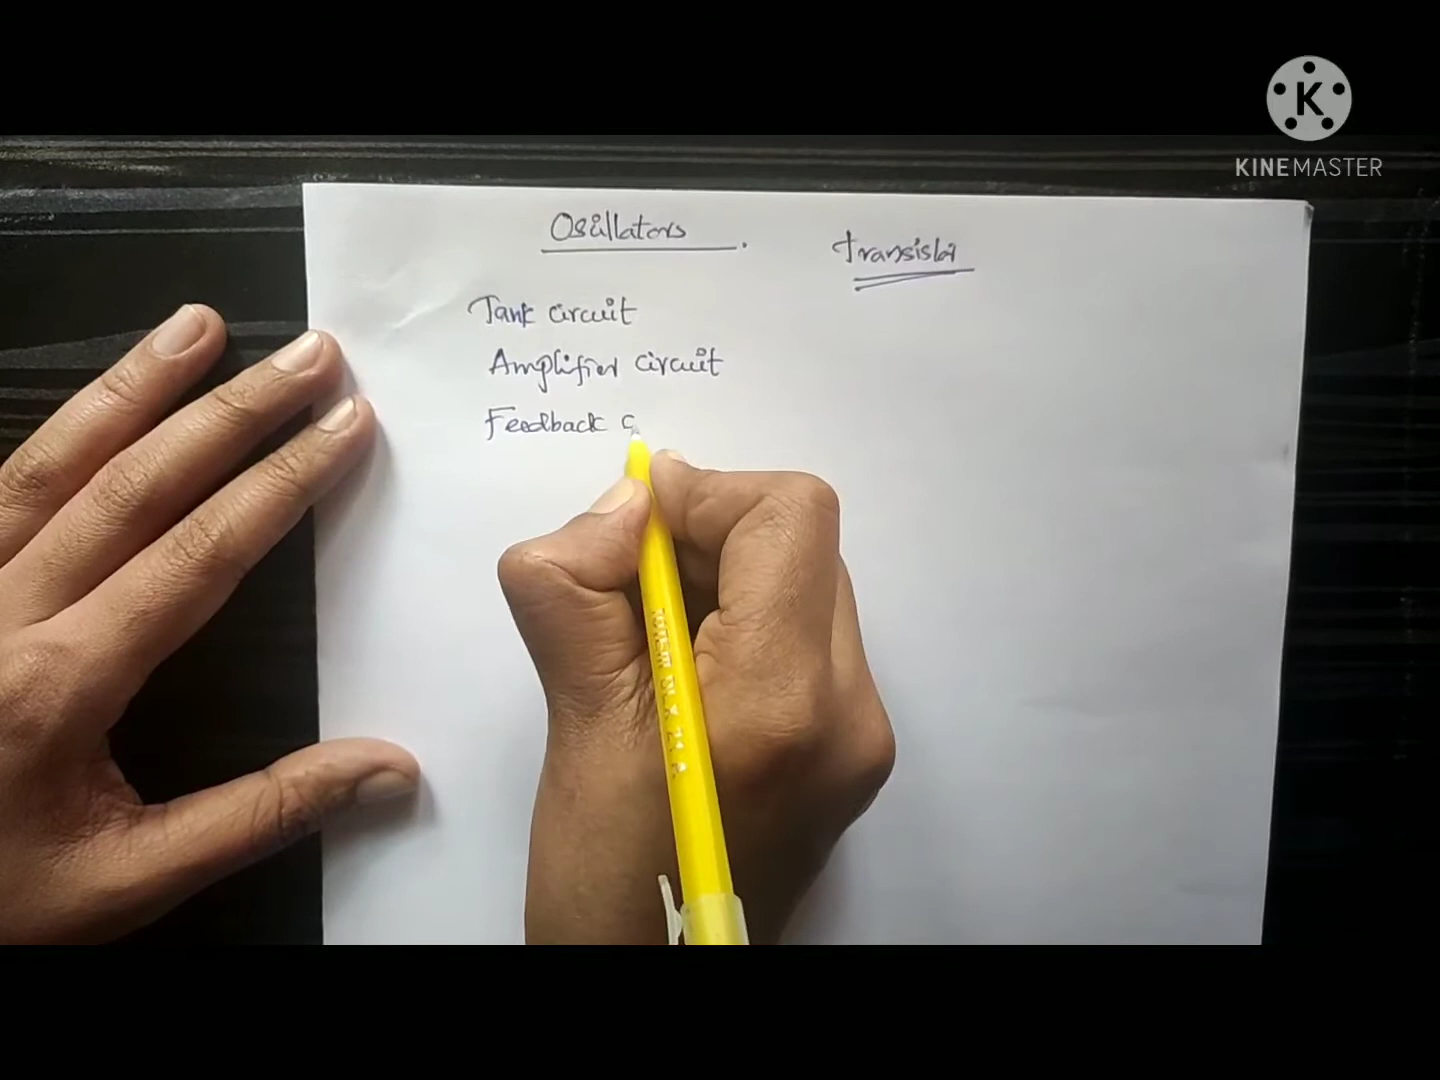 K
KINEMASTER
Oscillators.
Transistor
Tank circuit
Amplifier circuit
Feedback c